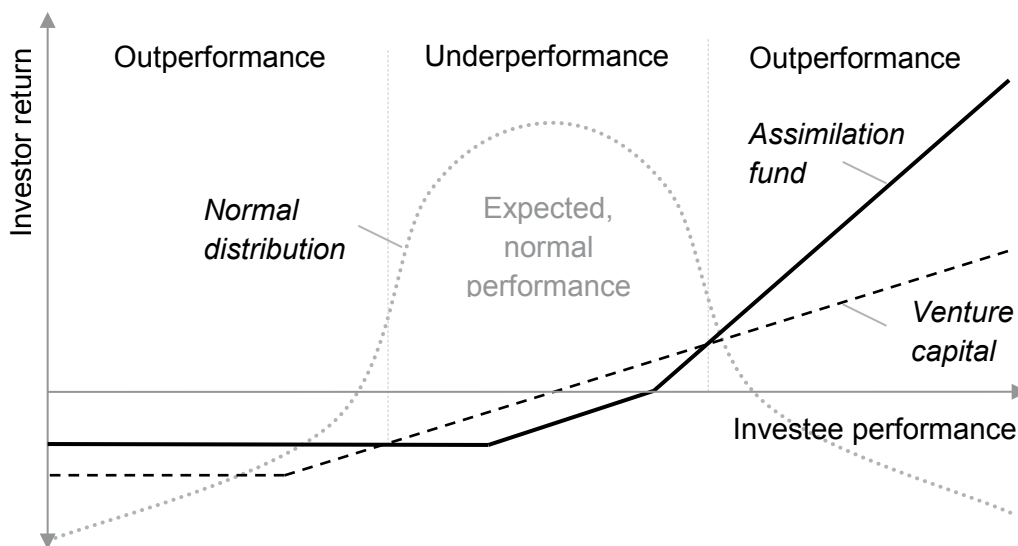 Investor return
Outperformance
Underperformance
Outperformance
Assimilation
fund
Normal
distribution
Expected,
normal
performance
Venture
capital
Investee performance